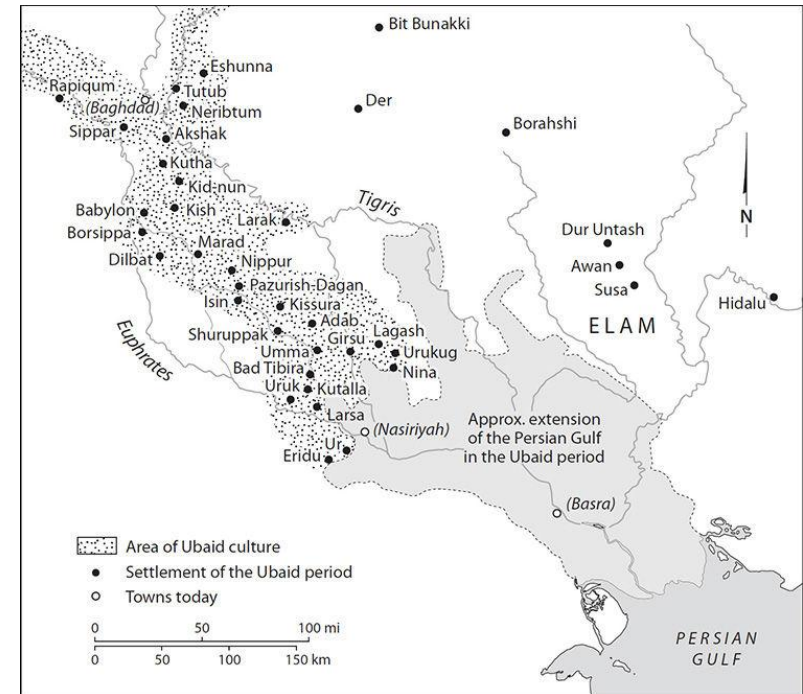 Bit Bunakki
Eshunna
Rapiqum
Tutub
(Baghdad)
Neribtum
Der
Sippar
Akshak
Borahshi
Kutha
Kid-nun
N
Babylon
Kish
Larak
Tigris
Borsippa
Dur Untash
Dilbat
Marad
Nippur
Awan
Pazurish-Dagan
Susa
Isin
Kissura
Hidalu
Adab
Shuruppak
Girsu
Lagash
ELAM
Euphrates
Umma
Urukug
Bad Tibira
Nina
Uruk
Kutalla
Larsa
(Nasiriyah)
Approx. extension
of the Persian Gulf
in the Ubaid period
Ur
Eridu
(Basra)
Area of Ubaid culture
Settlement of the Ubaid period
Towns today
0 50 100 mi
0 50 100 150 km
PERSIAN
GULF